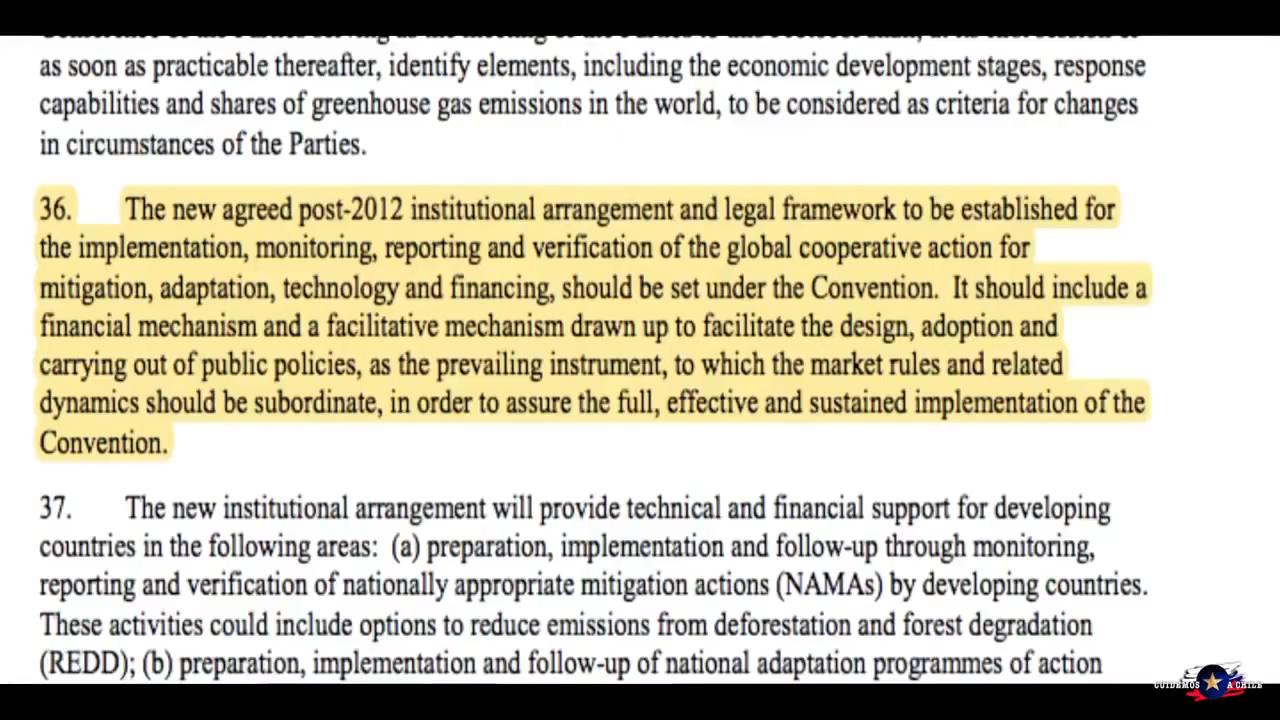 as soon as practicable thereafter, identify elements, including the economic development stages, response
capabilities and shares of greenhouse gas emissions in the world, to be considered as criteria for changes
in circumstances of the Parties.
36. The new agreed post-2012 institutional arrangement and legal framework to be established for
the implementation, monitoring, reporting and verification of the global cooperative action for
mitigation, adaptation, technology and financing, should be set under the Convention. It should include a
financial mechanism and a facilitative mechanism drawn up to facilitate the design, adoption and
carrying out of public policies, as the prevailing instrument, to which the market rules and related
dynamics should be subordinate, in order to assure the full, effective and sustained implementation of the
Convention.
37. The new institutional arrangement will provide technical and financial support for developing
countries in the following areas: (a) preparation, implementation and follow-up through monitoring,
reporting and verification of nationally appropriate mitigation actions (NAMAs) by developing countries.
These activities could include options to reduce emissions from deforestation and forest degradation
(REDD); (b) preparation, implementation and follow-up of national adaptation programmes of action
CUIDEMOS A CHILE